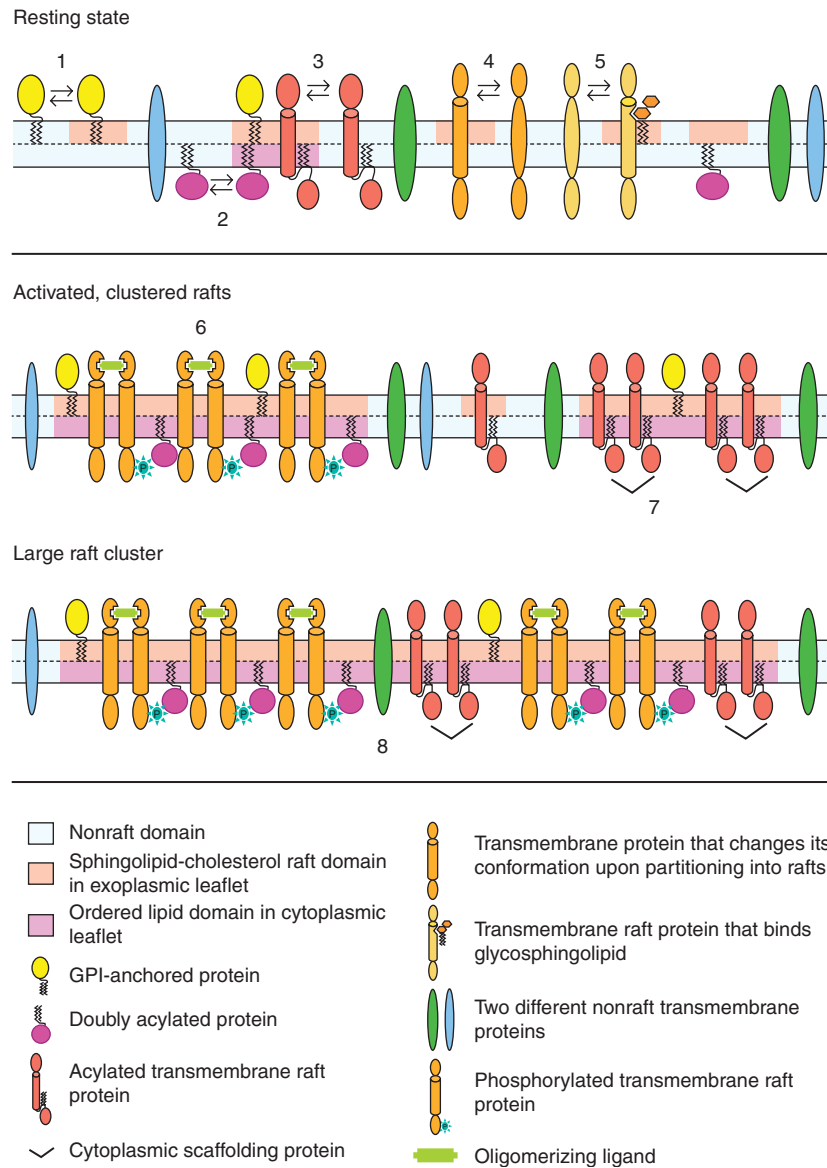 Resting state
1
3
4
5
2
Activated, clustered rafts
6
P
P
P
7
Large raft cluster
P
P
P
P
P
8
Nonraft domain
Sphingolipid-cholesterol raft domain
in exoplasmic leaflet
Ordered lipid domain in cytoplasmic
leaflet
GPI-anchored protein
Doubly acylated protein
Acylated transmembrane raft
protein
Cytoplasmic scaffolding protein
Transmembrane protein that changes its
conformation upon partitioning into rafts
Transmembrane raft protein that binds
glycosphingolipid
Two different nonraft transmembrane
proteins
Phosphorylated transmembrane raft
protein
P
Oligomerizing ligand